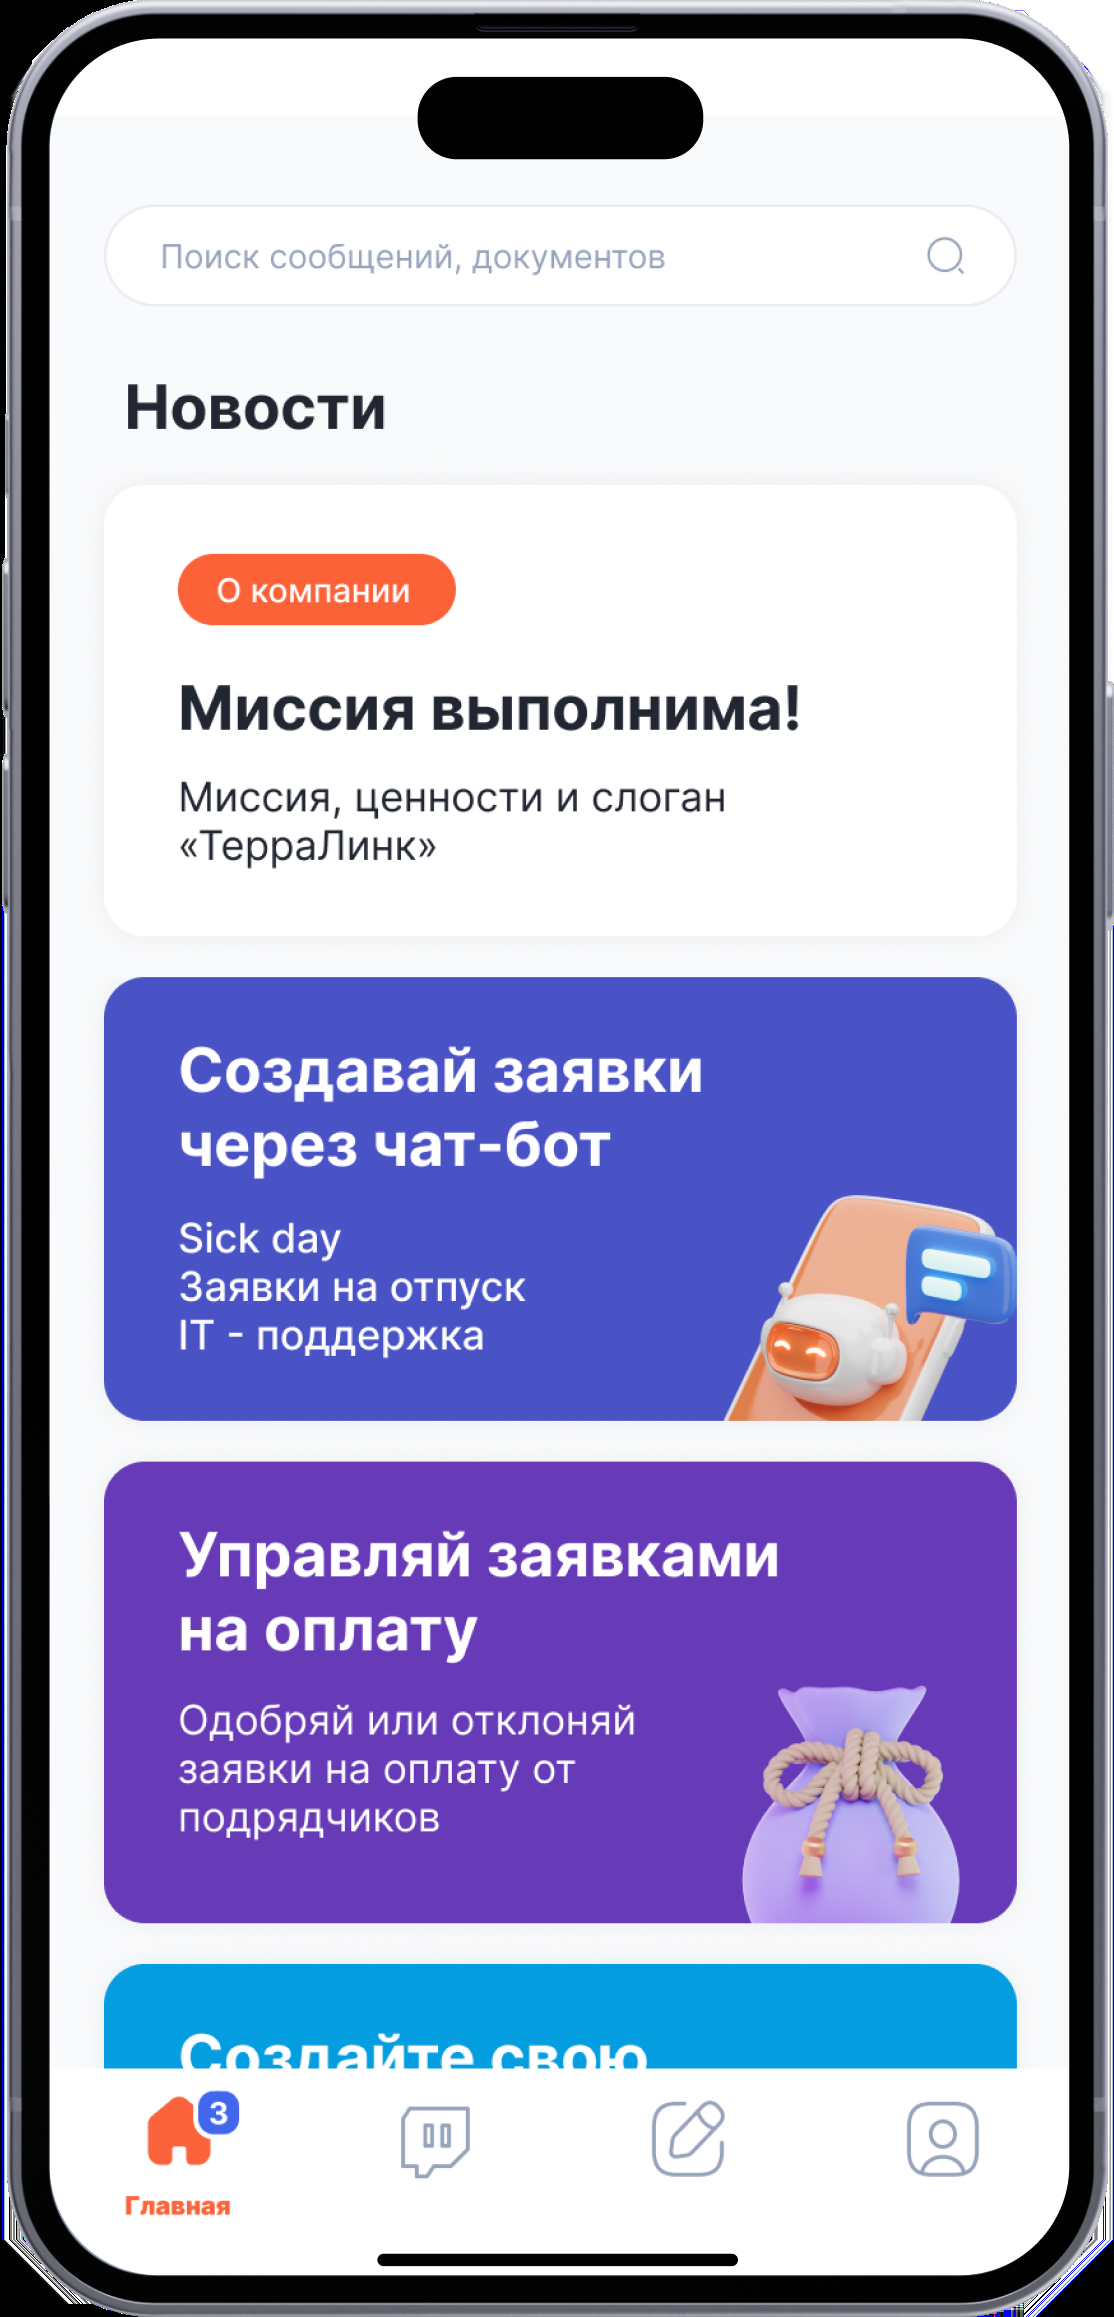 Поиск сообщений, документов
Новости
О компании
Миссия выполнима!
Миссия, ценности и слоган
«ТерраЛинк»
Создавай заявки
через чат-бот
Sick day
Заявки на отпуск
IT - поддержка
Управляй заявками
на оплату
Одобряй или отклоняй
заявки на оплату от
подрядчиков
Создайте свою
3
Главная